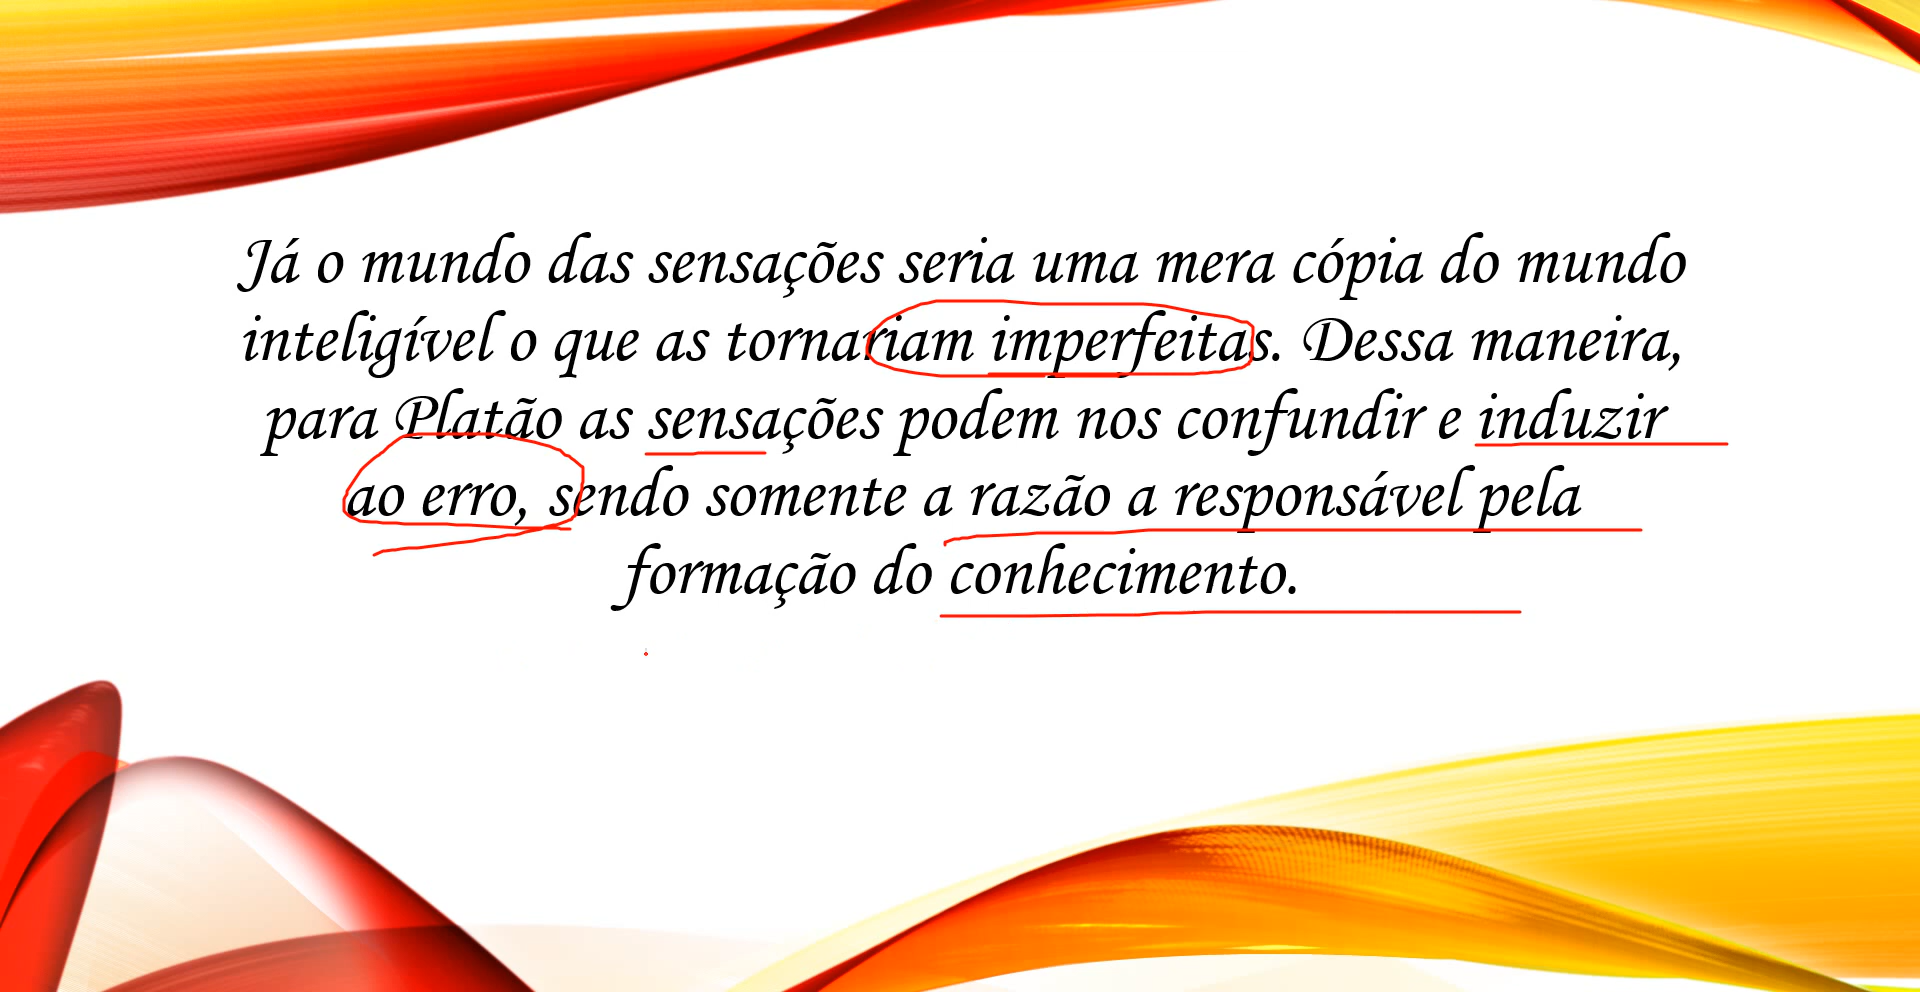 Já o mundo das sensações seria uma mera cópia do mundo
inteligível o que as tornariam imperfeitas. Dessa maneira,
para Platão as sensações podem nos confundir e induzir
ao erro, sendo somente a razão a responsável pela
formação do conhecimento.